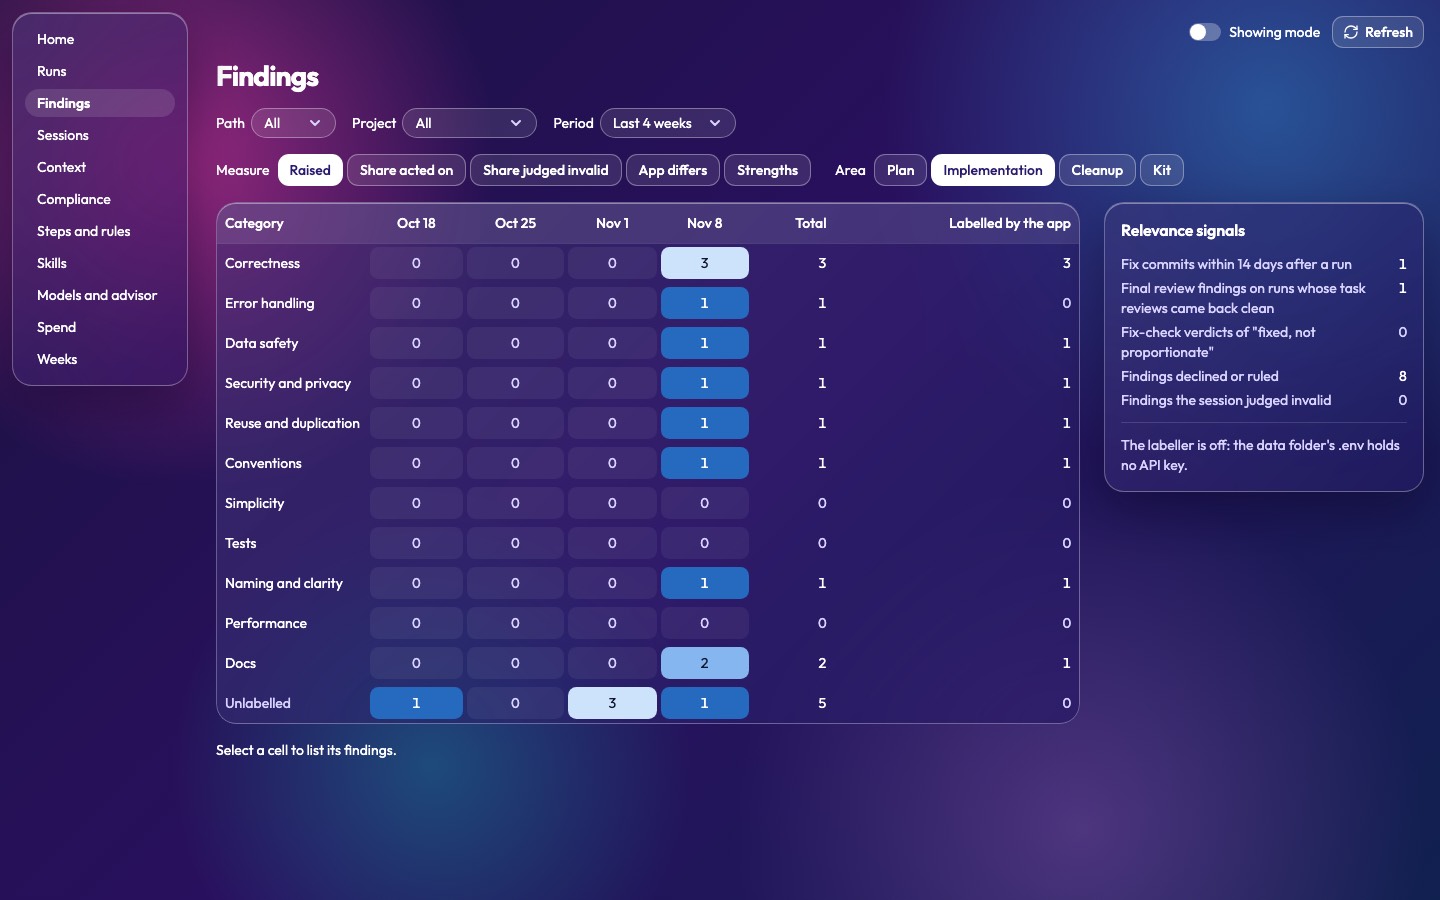 Home
Runs
Findings
Sessions
Context
Compliance
Steps and rules
Skills
Models and advisor
Spend
Weeks
Showing mode
Refresh
Findings
Path All Project All Period Last 4 weeks
Measure Raised Share acted on Share judged invalid App differs Strengths Area Plan Implementation Cleanup Kit
Category Oct 18 Oct 25 Nov 1 Nov 8 Total Labelled by the app
Correctness 0 0 0 3 3 3
Error handling 0 0 0 1 1 0
Data safety 0 0 0 1 1 1
Security and privacy 0 0 0 1 1 1
Reuse and duplication 0 0 0 1 1 1
Conventions 0 0 0 1 1 1
Simplicity 0 0 0 0 0 0
Tests 0 0 0 0 0 0
Naming and clarity 0 0 0 1 1 1
Performance 0 0 0 0 0 0
Docs 0 0 0 2 2 1
Unlabelled 1 0 3 1 5 0
Select a cell to list its findings.
Relevance signals
Fix commits within 14 days after a run 1
Final review findings on runs whose task 1
reviews came back clean
Fix-check verdicts of "fixed, not 0
proportionate"
Findings declined or ruled 8
Findings the session judged invalid 0
The labeller is off: the data folder's .env holds
no API key.